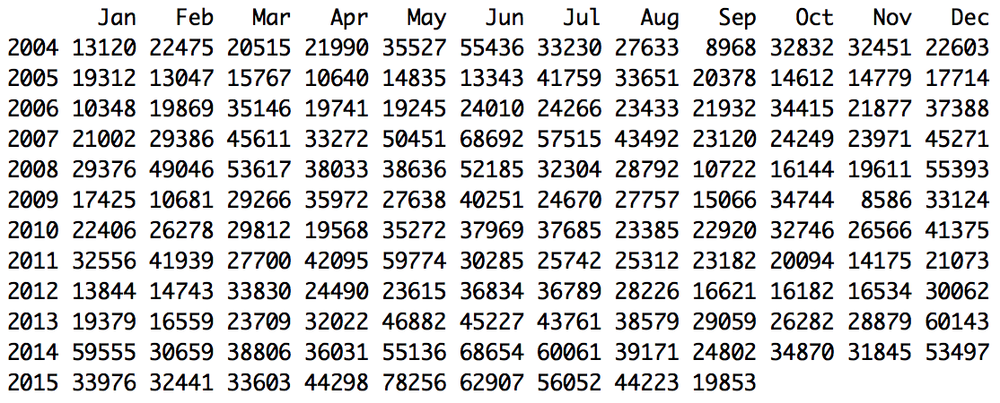 Jan Feb Mar Apr May Jun Jul Aug Sep Oct Nov Dec
2004 13120 22475 20515 21990 35527 55436 33230 27633 8968 32832 32451 22603
2005 19312 13047 15767 10640 14835 13343 41759 33651 20378 14612 14779 17714
2006 10348 19869 35146 19741 19245 24010 24266 23433 21932 34415 21877 37388
2007 21002 29386 45611 33272 50451 68692 57515 43492 23120 24249 23971 45271
2008 29376 49046 53617 38033 38636 52185 32304 28792 10722 16144 19611 55393
2009 17425 10681 29266 35972 27638 40251 24670 27757 15066 34744 8586 33124
2010 22406 26278 29812 19568 35272 37969 37685 23385 22920 32746 26566 41375
2011 32556 41939 27700 42095 59774 30285 25742 25312 23182 20094 14175 21073
2012 13844 14743 33830 24490 23615 36834 36789 28226 16621 16182 16534 30062
2013 19379 16559 23709 32022 46882 45227 43761 38579 29059 26282 28879 60143
2014 59555 30659 38806 36031 55136 68654 60061 39171 24802 34870 31845 53497
2015 33976 32441 33603 44298 78256 62907 56052 44223 19853